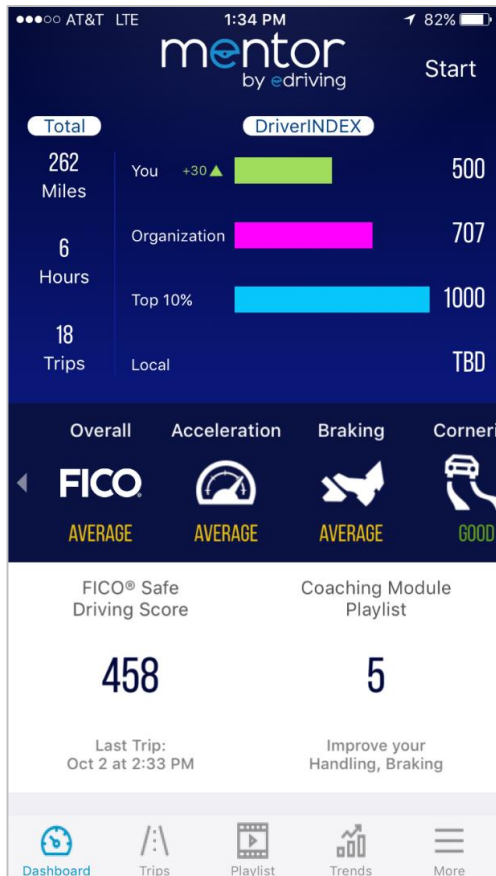 AT&T LTE 1:34 PM 82%
mentor
by edriving
Start
Total
DriverINDEX
262
Miles
You +30 500
6
Hours
Organization 707
Top 10% 1000
18
Trips
Local TBD
Overall Acceleration Braking Corneri
FICO
AVERAGE AVERAGE AVERAGE GOOD
FICO® Safe
Driving Score
458
Last Trip:
Oct 2 at 2:33 PM
Coaching Module
Playlist
5
Improve your
Handling, Braking
Dashboard Trips Playlist Trends More